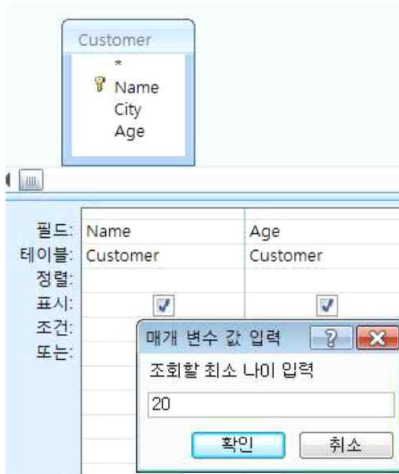 Customer
*
Name
City
Age
필드: Name Age
테이블: Customer Customer
정렬:
표시:
조건:
또는:
매개 변수 값 입력
조회할 최소 나이 입력
20
확인 취소